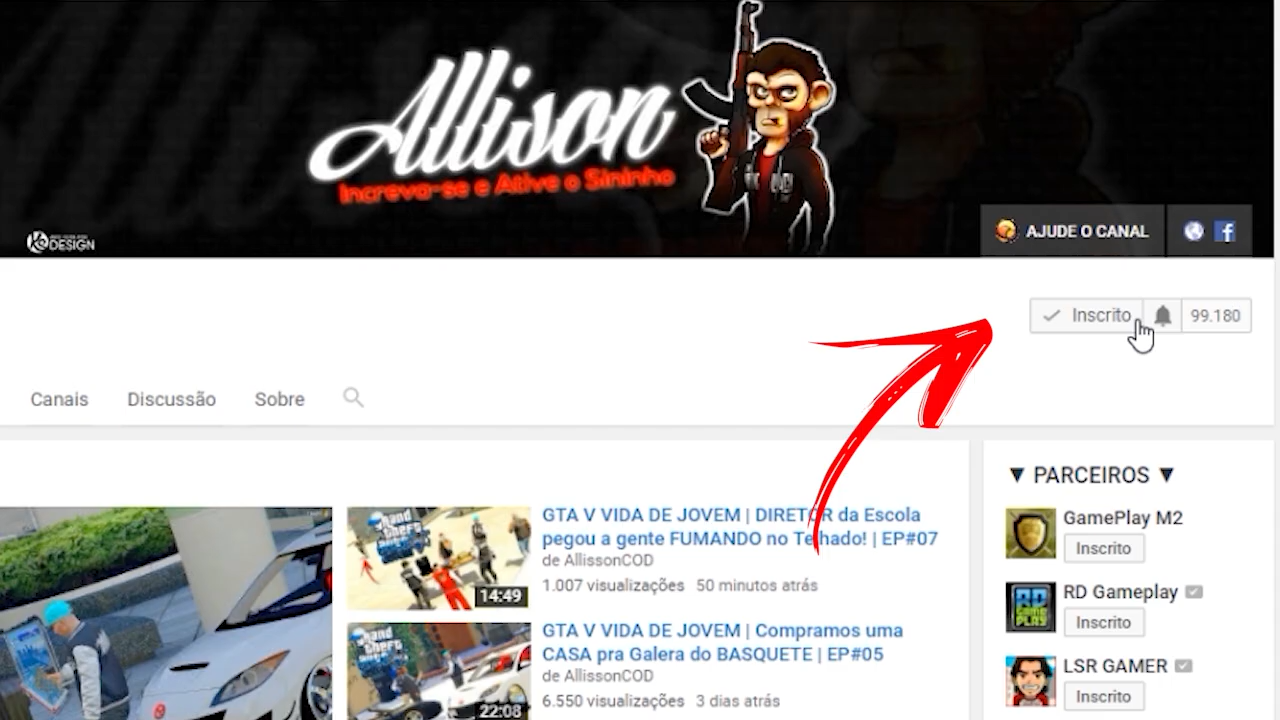 Allison
Increva-se e Ative o Sininho
DESIGN
AJUDE O CANAL
f
Inscrito
99.180
Canais
Discussão
Sobre
GTA V VIDA DE JOVEM | DIRETOR da Escola
pegou a gente FUMANDO no Telhado! | EP#07
de AllissonCOD
1.007 visualizações 50 minutos atrás
14:49
GTA V VIDA DE JOVEM | Compramos uma
CASA pra Galera do BASQUETE | EP#05
de AllissonCOD
6.550 visualizações 3 dias atrás
22:08
▼ PARCEIROS ▼
GamePlay M2
Inscrito
RD Gameplay
Inscrito
RD
GAME
PLAY
LSR GAMER
Inscrito